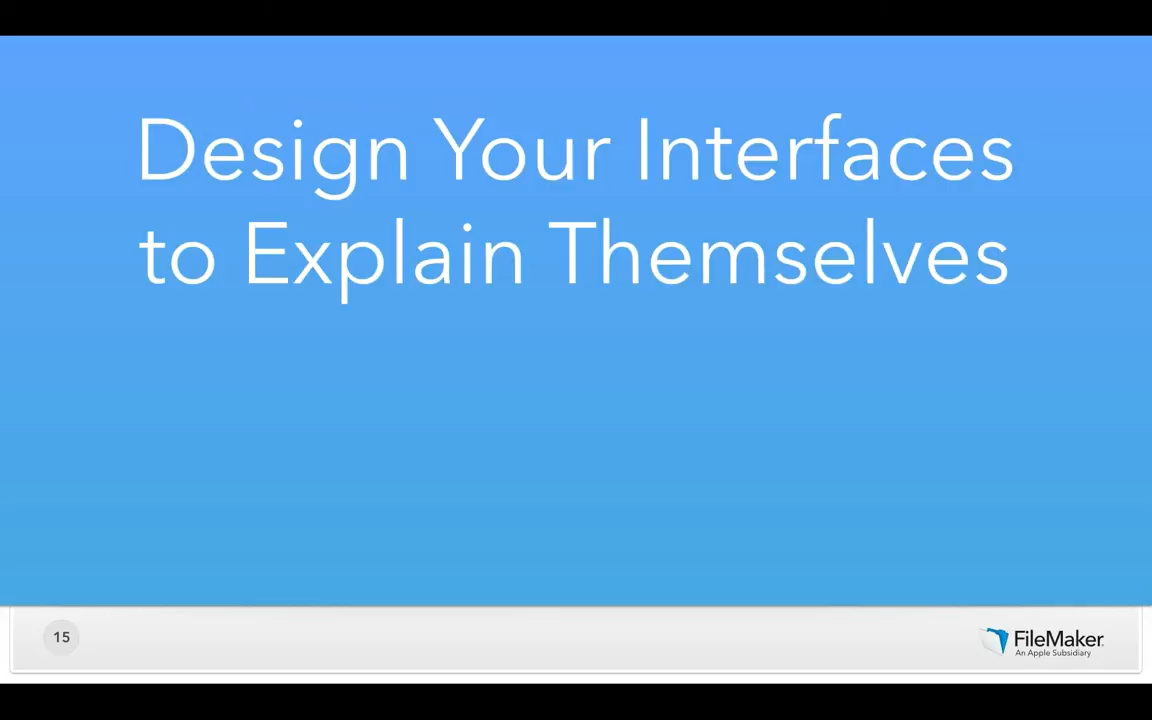 Design Your Interfaces
to Explain Themselves
15
FileMaker
An Apple Subsidiary